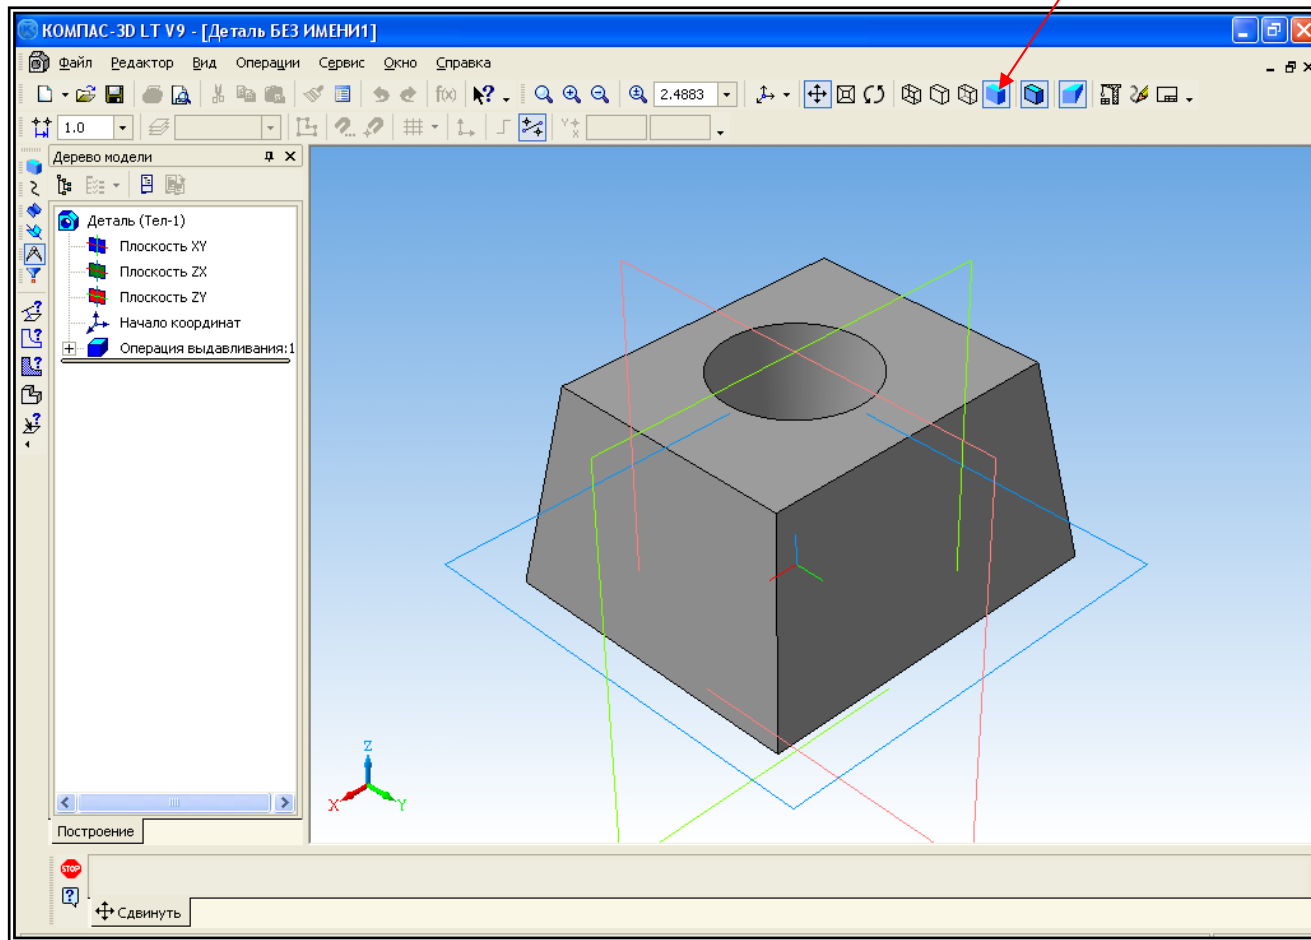 КОМПАС-3D LT V9 - [Деталь БЕЗ ИМЕНИ1]
Файл Редактор Вид Операции Сервис Окно Справка
f(x) 2.4883
1.0
Дерево модели
Деталь (Тел-1)
Плоскость XY
Плоскость ZX
Плоскость ZY
Начало координат
Операция выдавливания:1
Z
X
Y
Построение
STOP
Сдвинуть